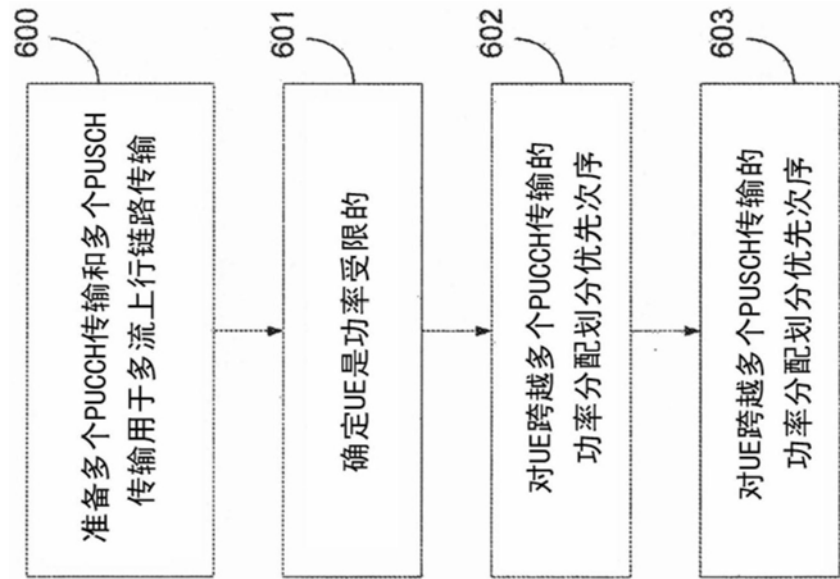 600
准备多个PUCCH传输和多个PUSCH
传输用于多流上行链路传输
601
确定UE是功率受限的
602
对UE跨越多个PUCCH传输的
功率分配划分优先次序
603
对UE跨越多个PUSCH传输的
功率分配划分优先次序